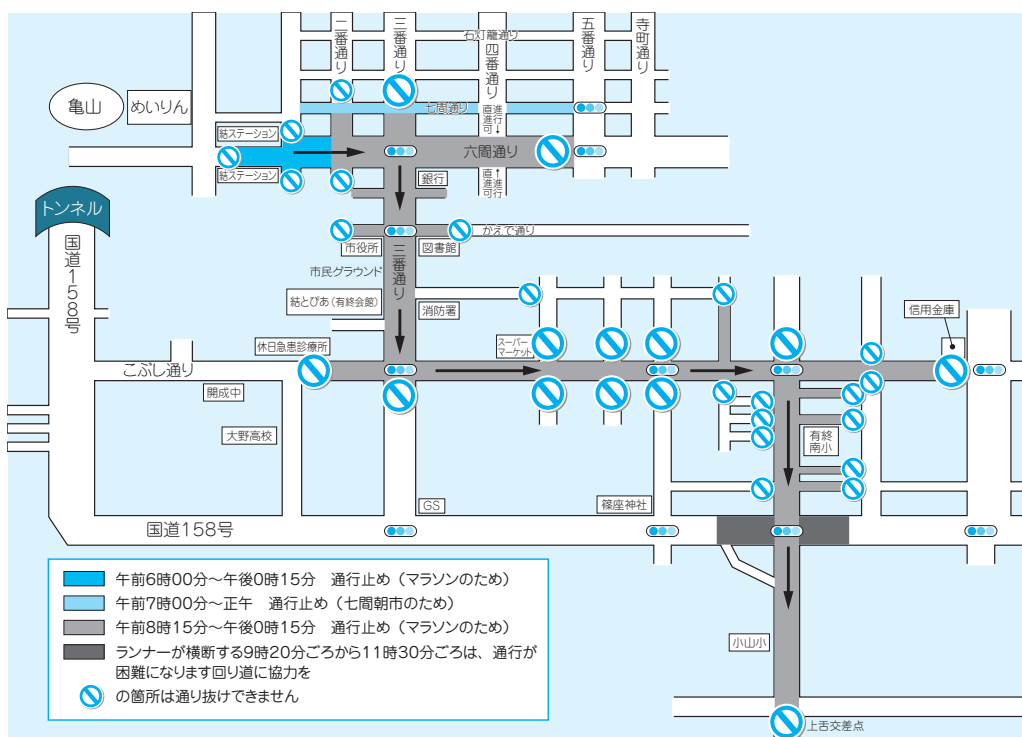 二番通り
三番通り
石灯籠通り
四番通り
五番通り
寺町通り
亀山
めいりん
七間通り
直進進行可↓
結ステーション
六間通り
結ステーション
銀行
直進進行可↑
トンネル
国道158号
市役所
図書館
かえで通り
三番通り
市民グラウンド
結とぴあ(有終会館)
消防署
信用金庫
休日急患診療所
スーパー
マーケット
こぶし通り
開成中
大野高校
有終
南小
GS
篠座神社
国道158号
午前6時00分~午後0時15分 通行止め(マラソンのため)
午前7時00分~正午 通行止め(七間朝市のため)
午前8時15分~午後0時15分 通行止め(マラソンのため)
ランナーが横断する9時20分ごろから11時30分ごろは、通行が
困難になります回り道に協力を
の箇所は通り抜けできません
小山小
上舌交差点